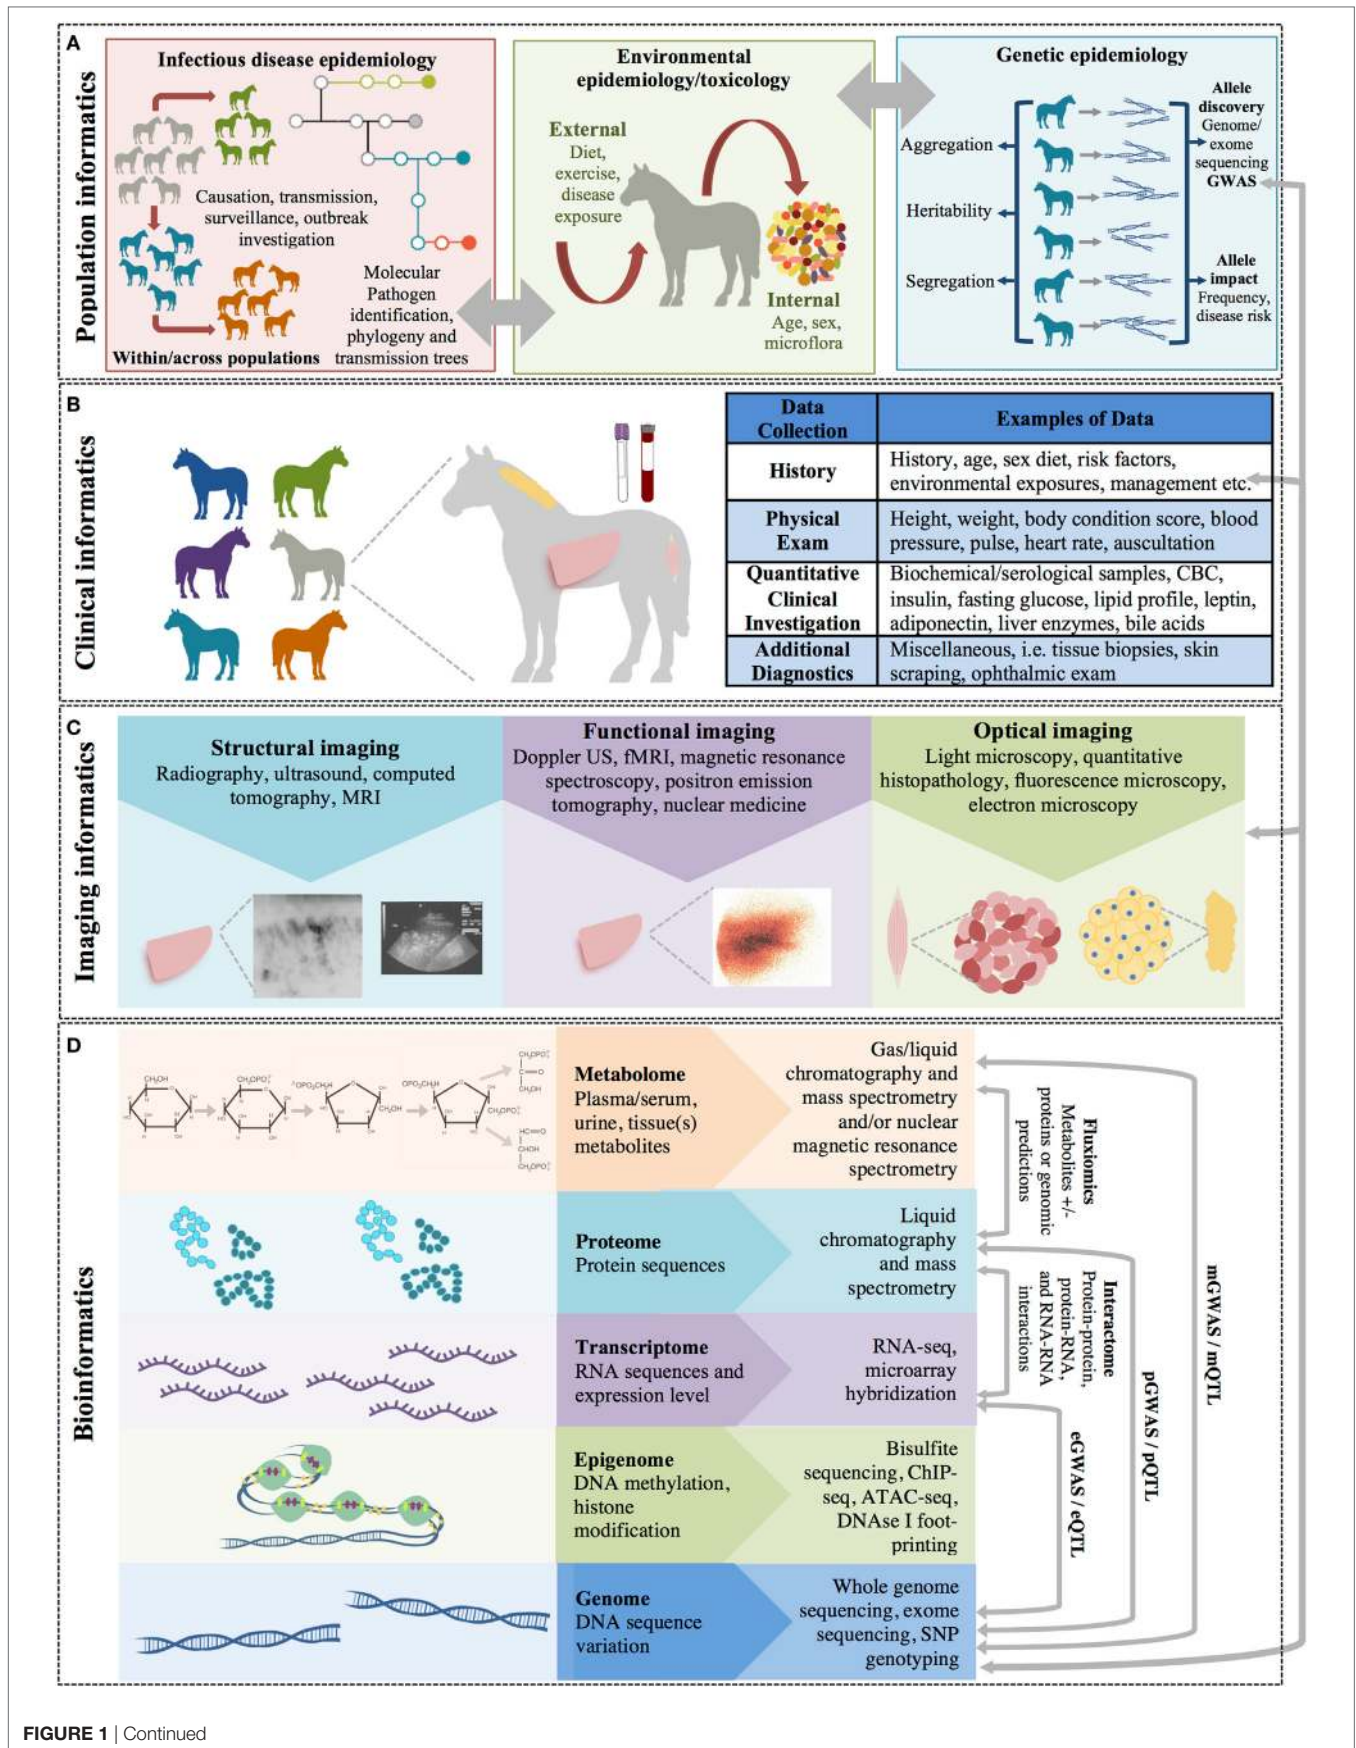 A
Population informatics
Infectious disease epidemiology
Causation, transmission,
surveillance, outbreak
investigation
Molecular
Pathogen
identification,
phylogeny and
transmission trees
Within/across populations
Environmental
epidemiology/toxicology
External
Diet,
exercise,
disease
exposure
Internal
Age, sex,
microflora
Genetic epidemiology
Aggregation
Heritability
Segregation
Allele
discovery
Genome/
exome
sequencing
GWAS
Allele
impact
Frequency,
disease risk
B
Clinical informatics
Data
Collection
Examples of Data
History
History, age, sex diet, risk factors,
environmental exposures, management etc.
Physical
Exam
Height, weight, body condition score, blood
pressure, pulse, heart rate, auscultation
Quantitative
Clinical
Investigation
Biochemical/serological samples, CBC,
insulin, fasting glucose, lipid profile, leptin,
adiponectin, liver enzymes, bile acids
Additional
Diagnostics
Miscellaneous, i.e. tissue biopsies, skin
scraping, ophthalmic exam
C
Imaging informatics
Structural imaging
Radiography, ultrasound, computed
tomography, MRI
Functional imaging
Doppler US, fMRI, magnetic resonance
spectroscopy, positron emission
tomography, nuclear medicine
Optical imaging
Light microscopy, quantitative
histopathology, fluorescence microscopy,
electron microscopy
D
Bioinformatics
Metabolome
Plasma/serum,
urine, tissue(s)
metabolites
Gas/liquid
chromatography and
mass spectrometry
and/or nuclear
magnetic resonance
spectrometry
Proteome
Protein sequences
Liquid
chromatography
and mass
spectrometry
Transcriptome
RNA sequences and
expression level
RNA-seq,
microarray
hybridization
Epigenome
DNA methylation,
histone
modification
Bisulfite
sequencing, ChIP-
seq, ATAC-seq,
DNAse I foot-
printing
Genome
DNA sequence
variation
Whole genome
sequencing, exome
sequencing, SNP
genotyping
Fluxiomics
Metabolites +/-
proteins or genomic
predictions
Interactome
Protein-protein,
protein-RNA,
and RNA-RNA
interactions
eGWAS / eQTL
pGWAS / pQTL
mGWAS / mQTL
FIGURE 1 | Continued